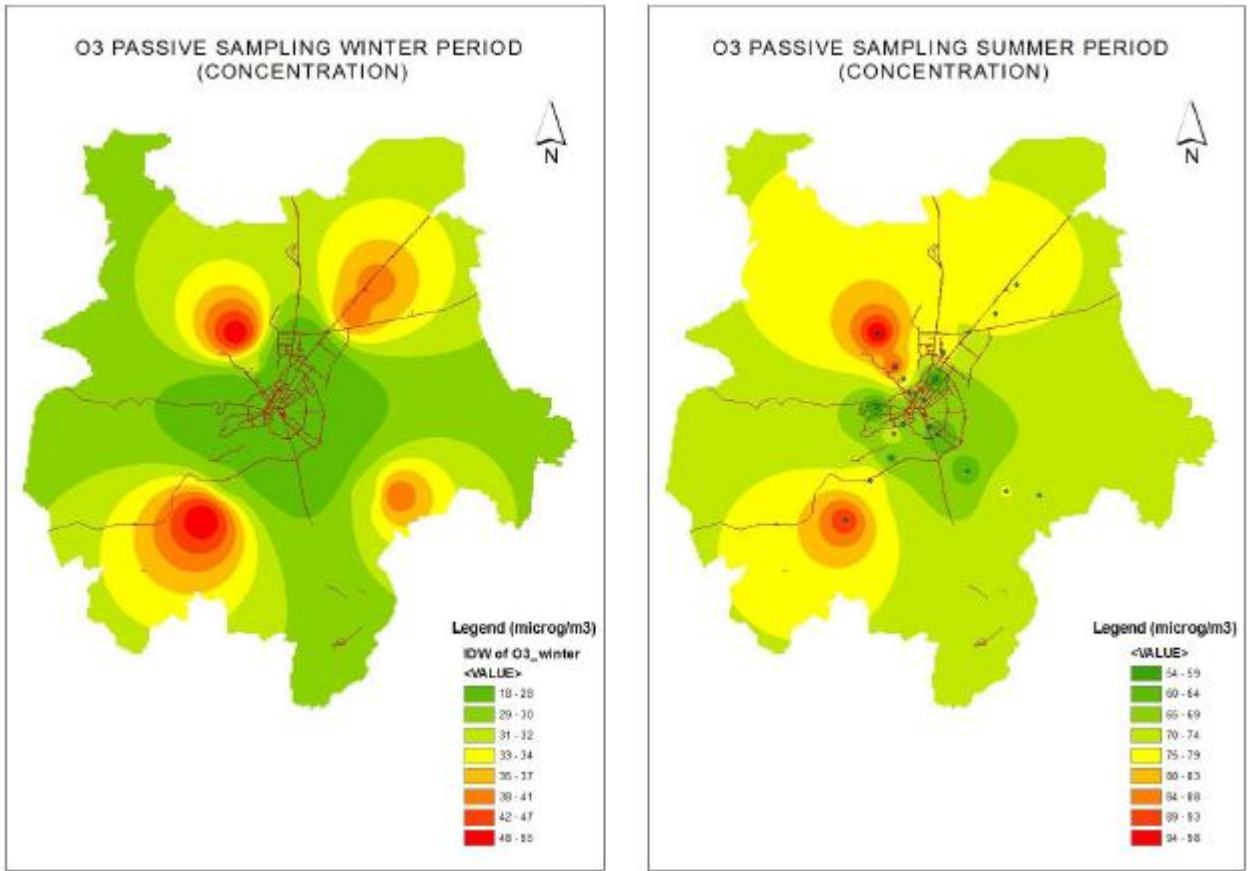 O3 PASSIVE SAMPLING WINTER PERIOD
(CONCENTRATION)
N
Legend (microg/m3)
IDW of O3_winter
<VALUE>
18 - 28
29 - 30
31 - 32
33 - 34
35 - 37
38 - 41
42 - 47
48 - 55
O3 PASSIVE SAMPLING SUMMER PERIOD
(CONCENTRATION)
N
Legend (microg/m3)
<VALUE>
54 - 59
60 - 64
65 - 69
70 - 74
75 - 79
80 - 83
84 - 88
89 - 93
94 - 98